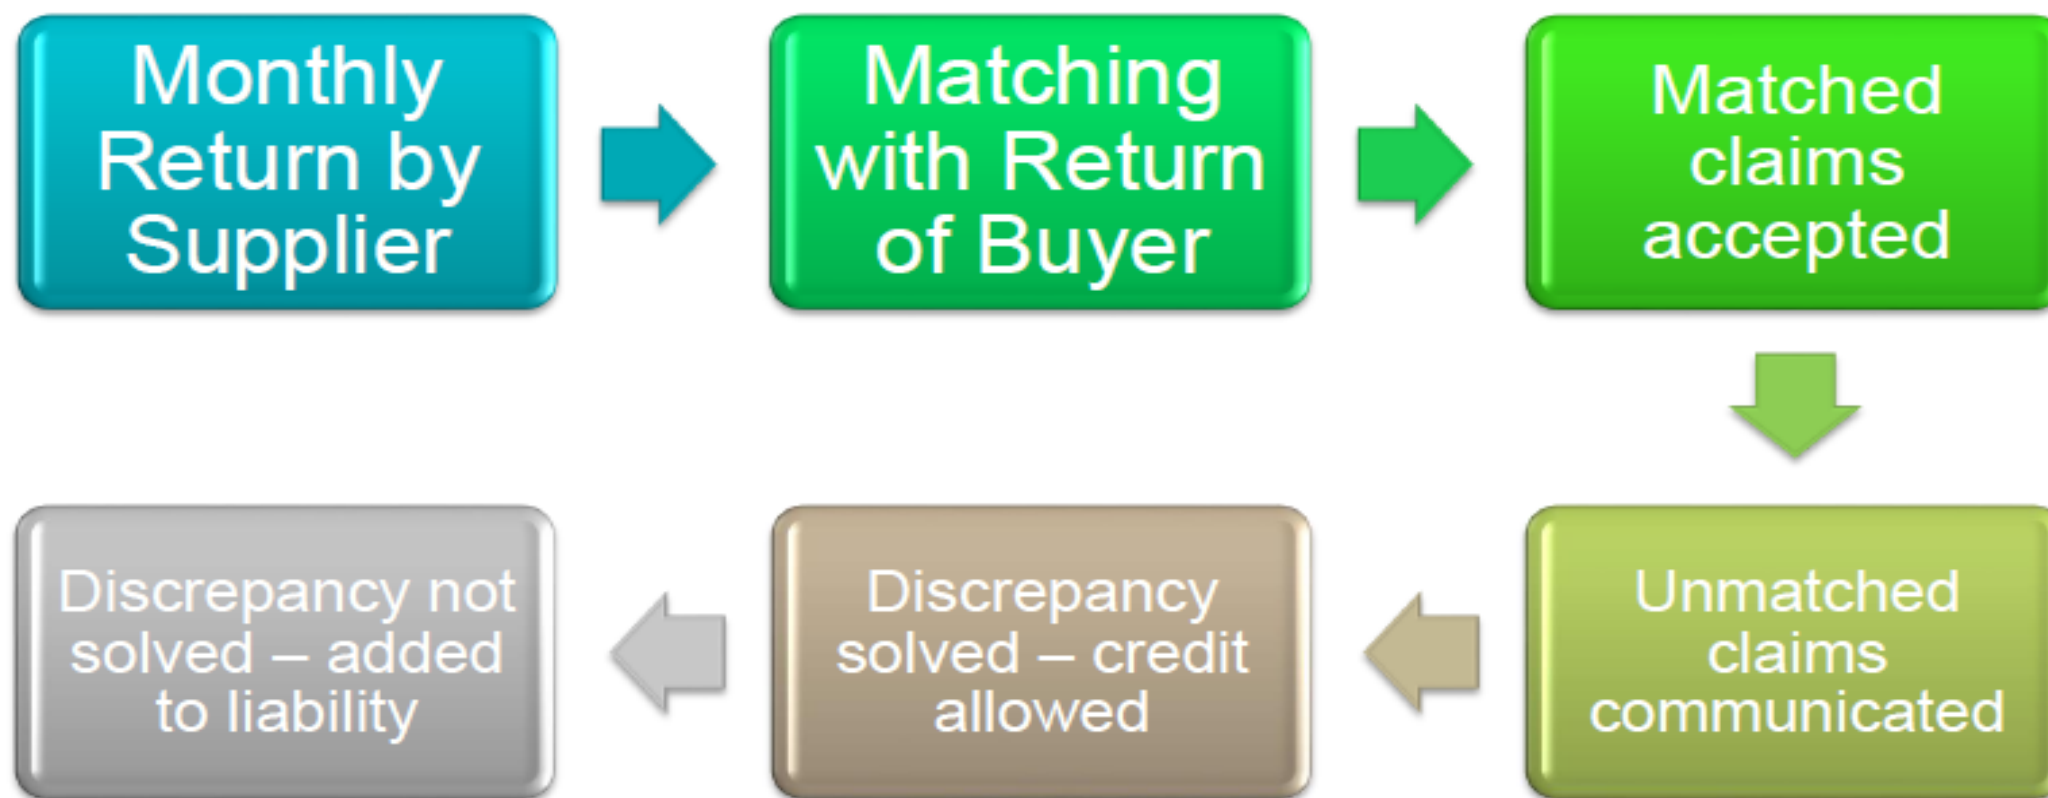 Monthly
Return by
Supplier
Matching
with Return
of Buyer
Matched
claims
accepted
Unmatched
claims
communicated
Discrepancy
solved – credit
allowed
Discrepancy not
solved – added
to liability